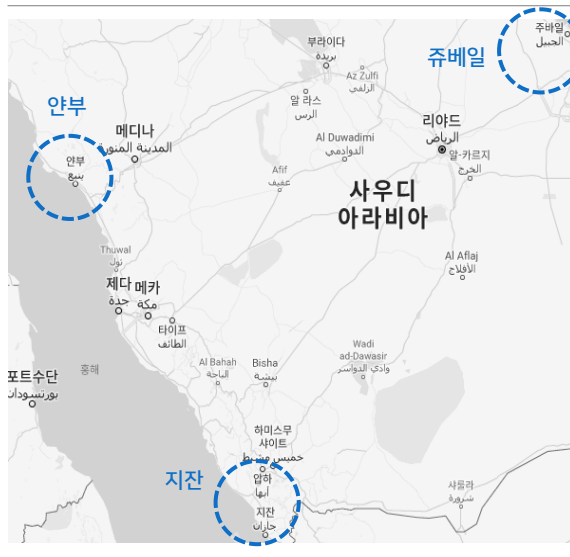 주바일
الجبيل
쥬베일
부라이다
بريدة
Az Zulfi
الزلفي
알 라스
الرس
얀부
메디나
المدينة المنورة
리야드
الرياض
Al Duwadimi
الدوادمي
알-카르지
الخرج
얀부
ينبع
Afif
عفيف
사우디
아라비아
Thuwal
ثول
Al Aflaj
الأفلاج
제다
جدة
메카
مكة
타이프
الطائف
홍해
포트수단
بورتسودان
Al Bahah
الباحة
Bisha
بيشة
Wadi
ad-Dawasir
وادي الدواسر
하미스무
샤이트
خميس مشيط
압하
أبها
지잔
지잔
جازان
샤루라
شرورة